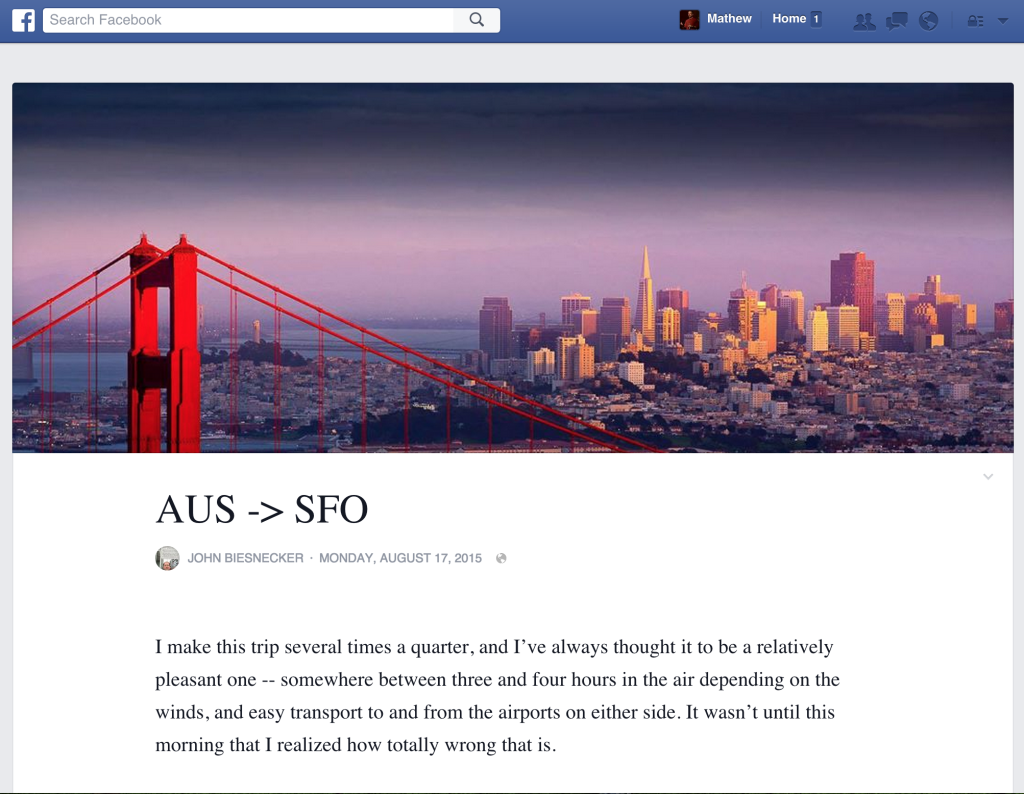 f Search Facebook Mathew Home 1
AUS -> SFO
JOHN BIESNECKER · MONDAY, AUGUST 17, 2015
I make this trip several times a quarter, and I’ve always thought it to be a relatively
pleasant one -- somewhere between three and four hours in the air depending on the
winds, and easy transport to and from the airports on either side. It wasn’t until this
morning that I realized how totally wrong that is.